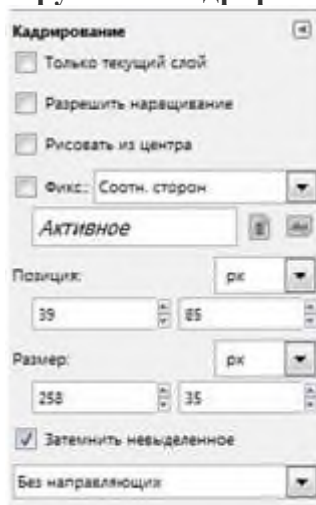 Кадрирование
Только текущий слой
Разрешить наращивание
Рисовать из центра
Фикс.: Соотн. сторон
Активное
Позиция: px
39 85
Размер: px
258 35
Затемнить невыделенное
Без направляющих